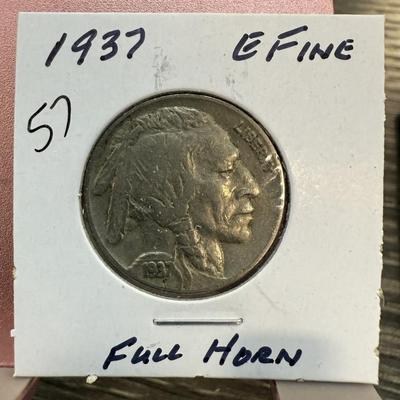 1937 E FINE
57
LIBERTY
1937
FULL HORN